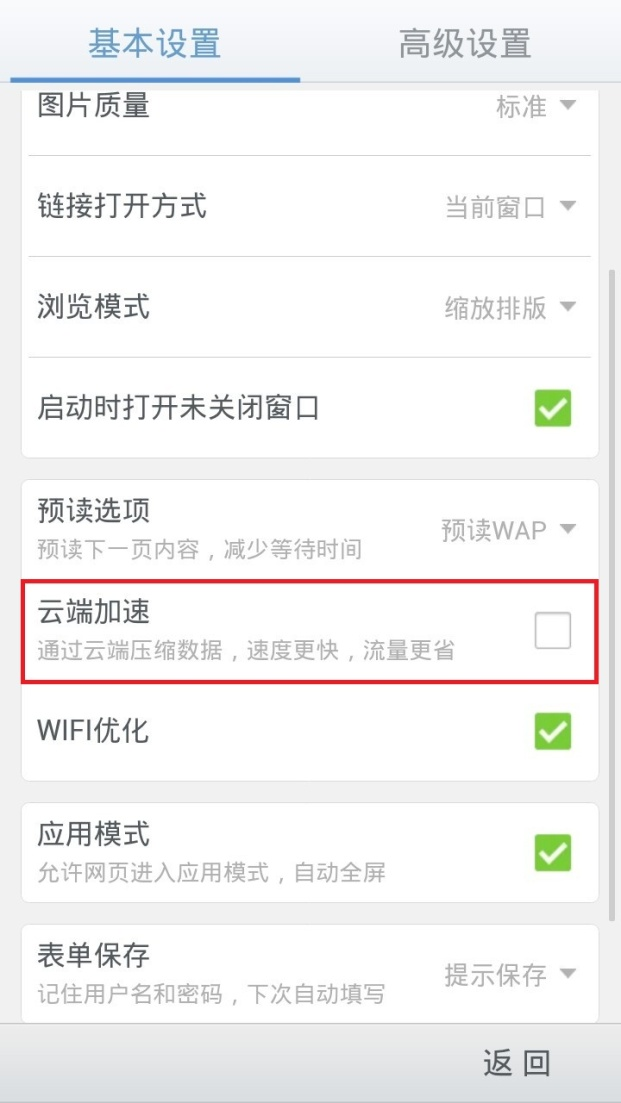 基本设置 高级设置
图片质量 标准
链接打开方式 当前窗口
浏览模式 缩放排版
启动时打开未关闭窗口
预读选项
预读下一页内容，减少等待时间 预读WAP
云端加速
通过云端压缩数据，速度更快，流量更省
WIFI优化
应用模式
允许网页进入应用模式，自动全屏
表单保存
记住用户名和密码，下次自动填写 提示保存
返 回